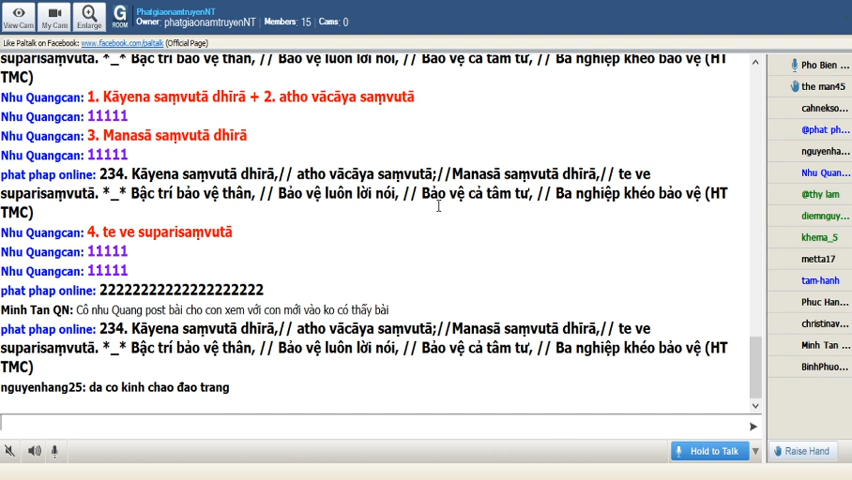 PhatgiaonamtruyenNT
Owner: phatgiaonamtruyenNT Members: 15 Cams: 0
View Cam My Cam Enlarge G ROOM
Like Paltalk on Facebook: www.facebook.com/paltalk (Official Page)
suparisaṃvutā. *_* Bậc trí bảo vệ thân, // Bảo vệ luôn lời nói, // Bảo vệ cả tâm tư, // Ba nghiệp khéo bảo vệ (HT
TMC)
Nhu Quangcan: 1. Kāyena saṃvutā dhīrā + 2. atho vācāya saṃvutā
Nhu Quangcan: 11111
Nhu Quangcan: 3. Manasā saṃvutā dhīrā
Nhu Quangcan: 11111
phat phap online: 234. Kāyena saṃvutā dhīrā,// atho vācāya saṃvutā;//Manasā saṃvutā dhīrā,// te ve
suparisaṃvutā. *_* Bậc trí bảo vệ thân, // Bảo vệ luôn lời nói, // Bảo vệ cả tâm tư, // Ba nghiệp khéo bảo vệ (HT
TMC)
Nhu Quangcan: 4. te ve suparisaṃvutā
Nhu Quangcan: 11111
Nhu Quangcan: 11111
phat phap online: 22222222222222222222
Minh Tan QN: Cô nhu Quang post bài cho con xem với con mới vào ko có thấy bài
phat phap online: 234. Kāyena saṃvutā dhīrā,// atho vācāya saṃvutā;//Manasā saṃvutā dhīrā,// te ve
suparisaṃvutā. *_* Bậc trí bảo vệ thân, // Bảo vệ luôn lời nói, // Bảo vệ cả tâm tư, // Ba nghiệp khéo bảo vệ (HT
TMC)
nguyenhang25: da co kinh chao đao trang
Pho Bien ...
the man45
cahnekso...
@phat ph...
nguyenha...
Nhu Quan...
@thy lam
diemnguy...
khema_5
metta17
tam-hanh
Phuc Han...
christinav...
Minh Tan ...
BinhPhuo...
Hold to Talk
Raise Hand